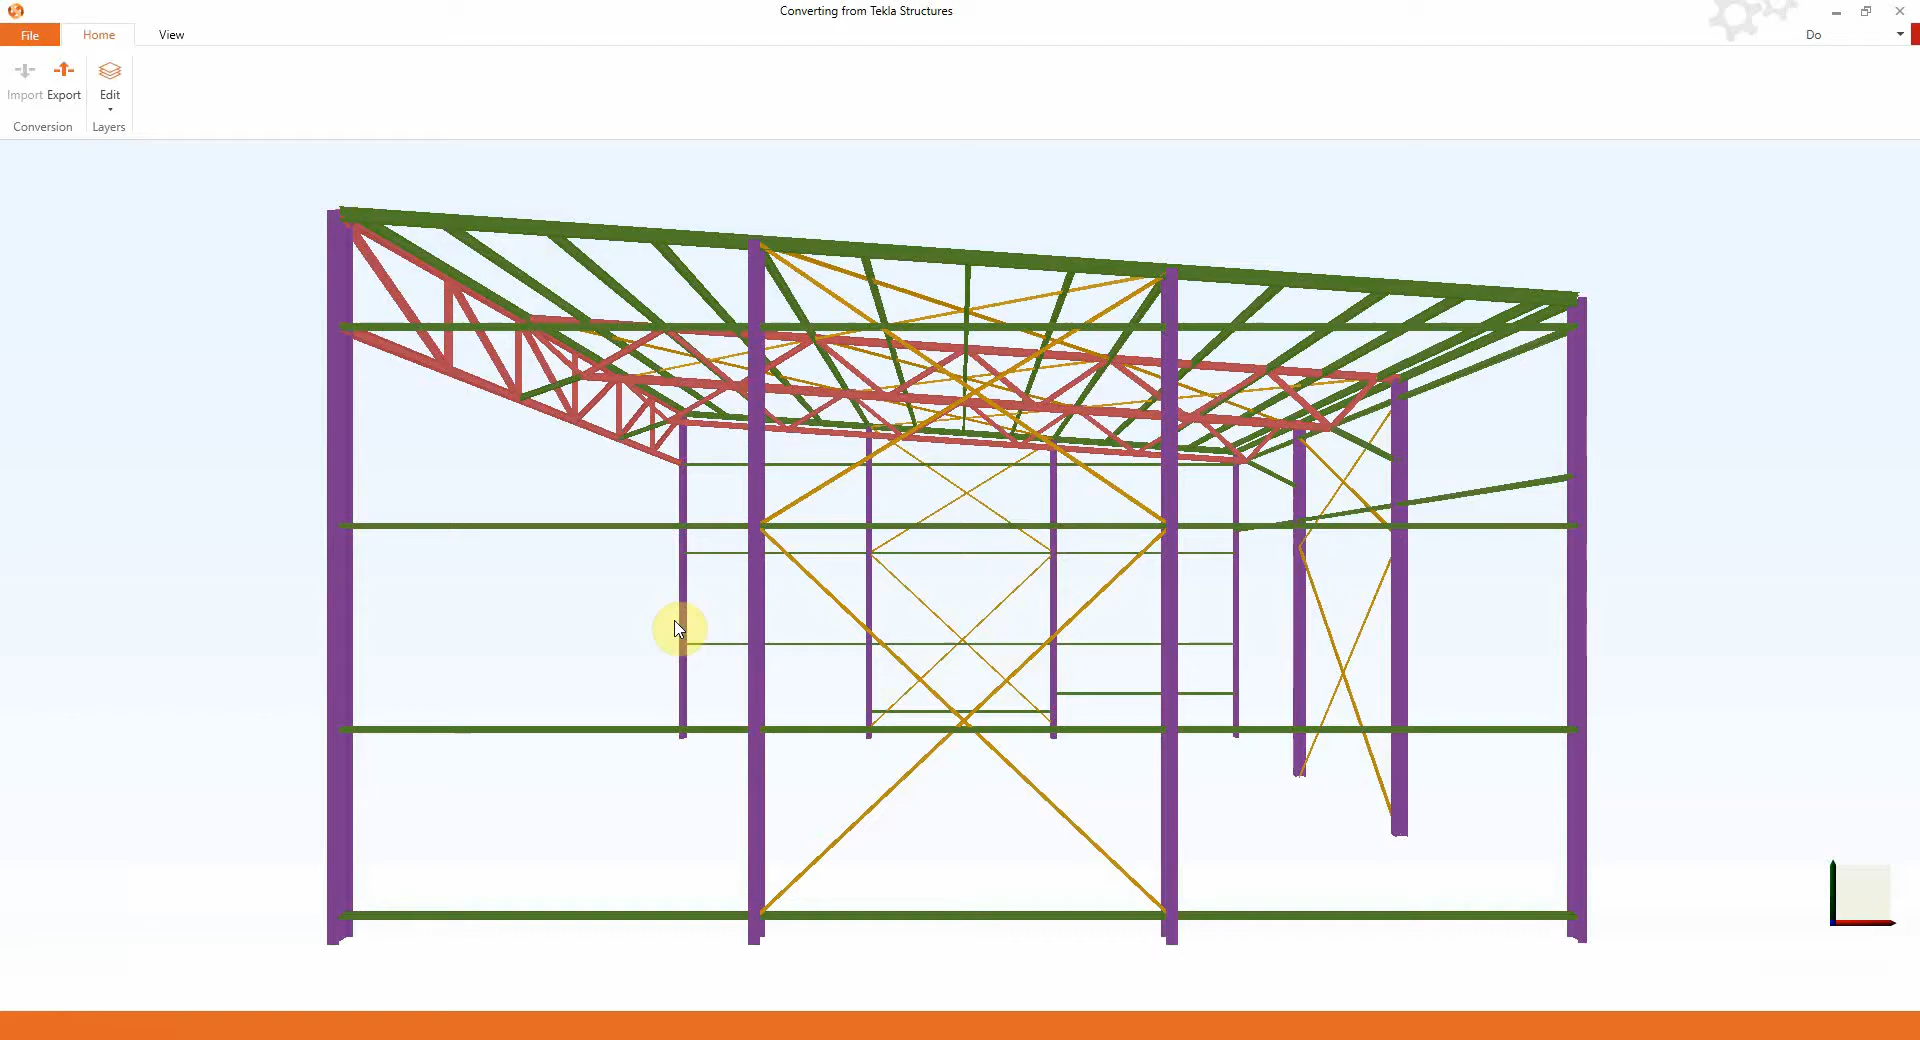 Converting from Tekla Structures
File Home View Do
Import Export Edit
Conversion Layers